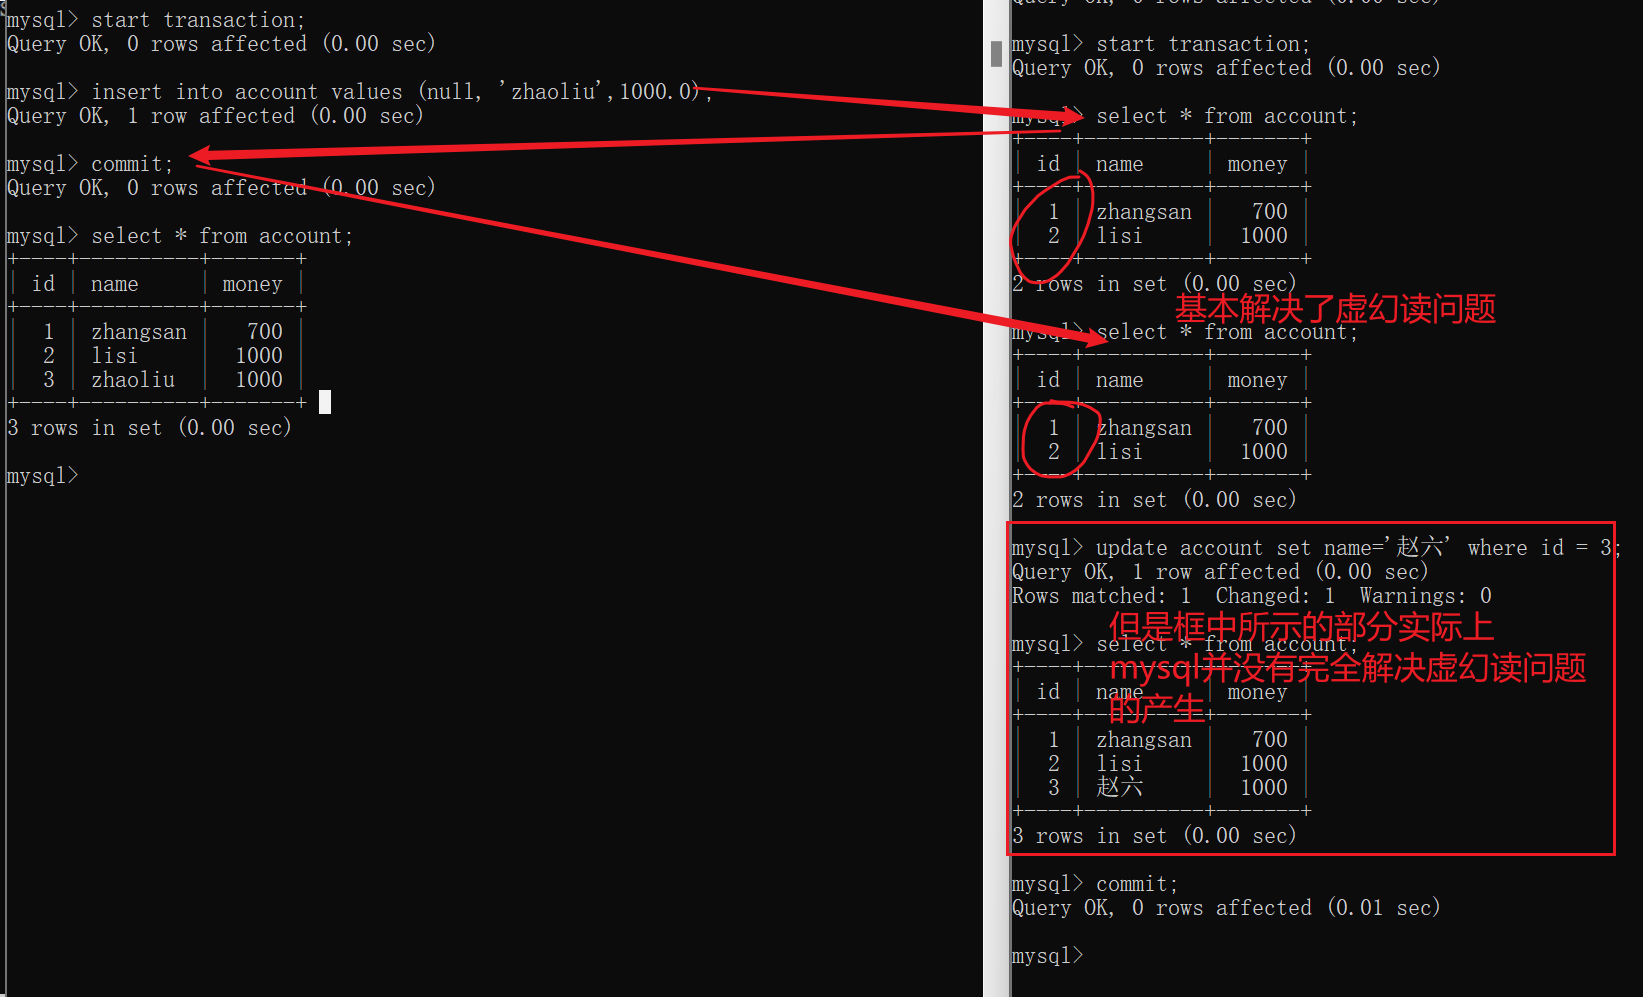 mysql> start transaction;
Query OK, 0 rows affected (0.00 sec)
mysql> insert into account values (null, 'zhaoliu',1000.0);
Query OK, 1 row affected (0.00 sec)
mysql> commit;
Query OK, 0 rows affected (0.00 sec)
mysql> select * from account;
+----+----------+-------+
| id | name     | money |
+----+----------+-------+
|  1 | zhangsan |   700 |
|  2 | lisi     |  1000 |
|  3 | zhaoliu  |  1000 |
+----+----------+-------+
3 rows in set (0.00 sec)
mysql>
Query OK, 0 rows affected (0.00 sec)
mysql> start transaction;
Query OK, 0 rows affected (0.00 sec)
mysql> select * from account;
+----+----------+-------+
| id | name     | money |
+----+----------+-------+
|  1 | zhangsan |   700 |
|  2 | lisi     |  1000 |
+----+----------+-------+
2 rows in set (0.00 sec)
基本解决了虚幻读问题
mysql> select * from account;
+----+----------+-------+
| id | name     | money |
+----+----------+-------+
|  1 | zhangsan |   700 |
|  2 | lisi     |  1000 |
+----+----------+-------+
2 rows in set (0.00 sec)
mysql> update account set name='赵六' where id = 3;
Query OK, 1 row affected (0.00 sec)
Rows matched: 1  Changed: 1  Warnings: 0
但是框中所示的部分实际上
mysql> select * from account;
mysql并没有完全解决虚幻读问题
+----+----------+-------+
| id | name     | money |
的产生
+----+----------+-------+
|  1 | zhangsan |   700 |
|  2 | lisi     |  1000 |
|  3 | 赵六     |  1000 |
+----+----------+-------+
3 rows in set (0.00 sec)
mysql> commit;
Query OK, 0 rows affected (0.01 sec)
mysql>